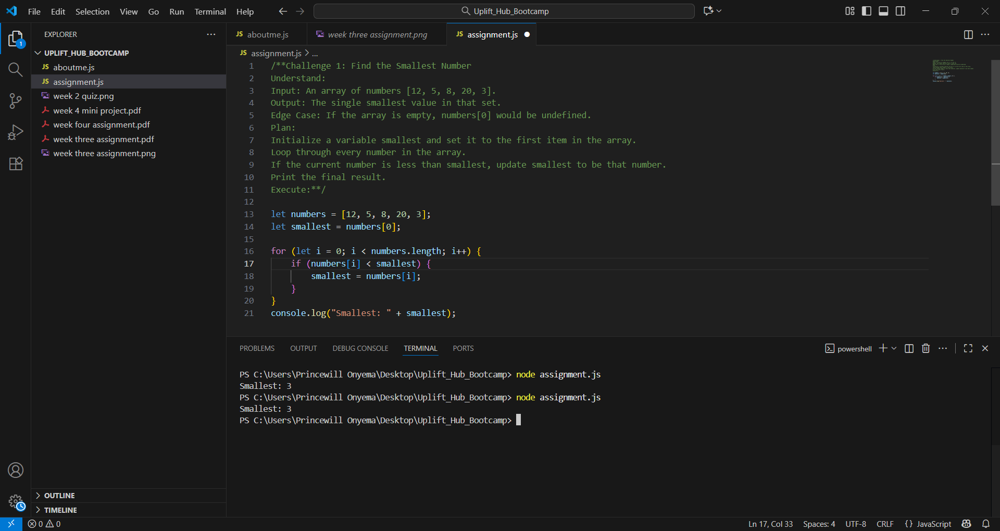 File Edit Selection View Go Run Terminal Help
Uplift_Hub_Bootcamp
EXPLORER
UPLIFT_HUB_BOOTCAMP
JS aboutme.js
JS assignment.js
week 2 quiz.png
week 4 mini project.pdf
week four assignment.pdf
week three assignment.pdf
week three assignment.png
OUTLINE
TIMELINE
1
JS aboutme.js week three assignment.png JS assignment.js
JS assignment.js > ...
1 /**Challenge 1: Find the Smallest Number
2 Understand:
3 Input: An array of numbers [12, 5, 8, 20, 3].
4 Output: The single smallest value in that set.
5 Edge Case: If the array is empty, numbers[0] would be undefined.
6 Plan:
7 Initialize a variable smallest and set it to the first item in the array.
8 Loop through every number in the array.
9 If the current number is less than smallest, update smallest to be that number.
10 Print the final result.
11 Execute:**/
12
13 let numbers = [12, 5, 8, 20, 3];
14 let smallest = numbers[0];
15
16 for (let i = 0; i < numbers.length; i++) {
17     if (numbers[i] < smallest) {
18         smallest = numbers[i];
19     }
20 }
21 console.log("Smallest: " + smallest);
PROBLEMS OUTPUT DEBUG CONSOLE TERMINAL PORTS
powershell
PS C:\Users\Princewill Onyema\Desktop\Uplift_Hub_Bootcamp> node assignment.js
Smallest: 3
PS C:\Users\Princewill Onyema\Desktop\Uplift_Hub_Bootcamp> node assignment.js
Smallest: 3
PS C:\Users\Princewill Onyema\Desktop\Uplift_Hub_Bootcamp>
0 0 Ln 17, Col 33 Spaces: 4 UTF-8 CRLF {} JavaScript